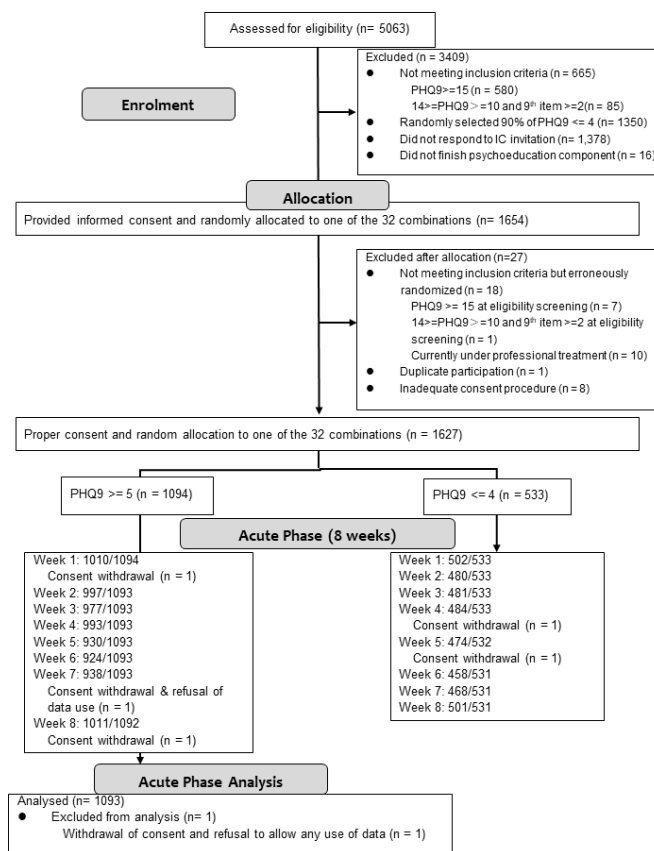 Assessed for eligibility (n= 5063)
Excluded (n = 3409)
● Not meeting inclusion criteria (n = 665)
PHQ9>=15 (n = 580)
14>=PHQ9>=10 and 9th item >=2(n = 85)
● Randomly selected 90% of PHQ9 <= 4 (n= 1350)
● Did not respond to IC invitation (n = 1,378)
● Did not finish psychoeducation component (n = 16)
Enrolment
Allocation
Provided informed consent and randomly allocated to one of the 32 combinations (n= 1654)
Excluded after allocation (n=27)
● Not meeting inclusion criteria but erroneously
randomized (n = 18)
PHQ9 >= 15 at eligibility screening (n = 7)
14>=PHQ9>=10 and 9th item >=2 at eligibility
screening (n = 1)
Currently under professional treatment (n = 10)
● Duplicate participation (n = 1)
● Inadequate consent procedure (n = 8)
Proper consent and random allocation to one of the 32 combinations (n = 1627)
PHQ9 >= 5 (n = 1094)
PHQ9 <= 4 (n = 533)
Acute Phase (8 weeks)
Week 1: 1010/1094
Consent withdrawal (n = 1)
Week 2: 997/1093
Week 3: 977/1093
Week 4: 993/1093
Week 5: 930/1093
Week 6: 924/1093
Week 7: 938/1093
Consent withdrawal & refusal of
data use (n = 1)
Week 8: 1011/1092
Consent withdrawal (n = 1)
Week 1: 502/533
Week 2: 480/533
Week 3: 481/533
Week 4: 484/533
Consent withdrawal (n = 1)
Week 5: 474/532
Consent withdrawal (n = 1)
Week 6: 458/531
Week 7: 468/531
Week 8: 501/531
Acute Phase Analysis
Analysed (n= 1093)
● Excluded from analysis (n = 1)
Withdrawal of consent and refusal to allow any use of data (n = 1)